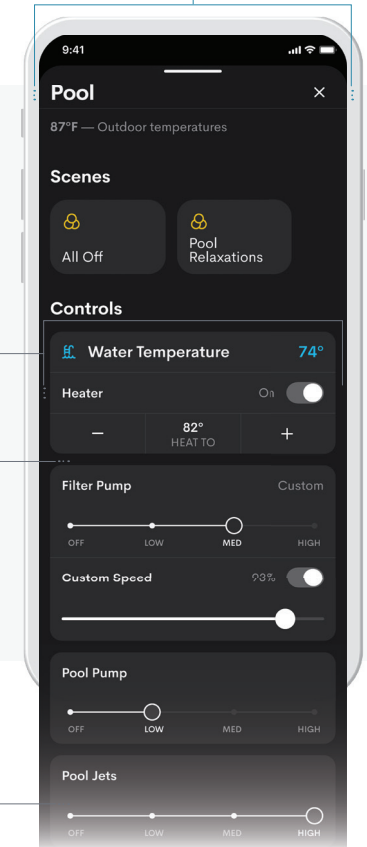 9:41
Pool
87°F — Outdoor temperatures
Scenes
All Off
Pool
Relaxations
Controls
Water Temperature 74°
Heater On
− 82° +
HEAT TO
Filter Pump Custom
OFF LOW MED HIGH
Custom Speed 93%
Pool Pump
OFF LOW MED HIGH
Pool Jets
OFF LOW MED HIGH